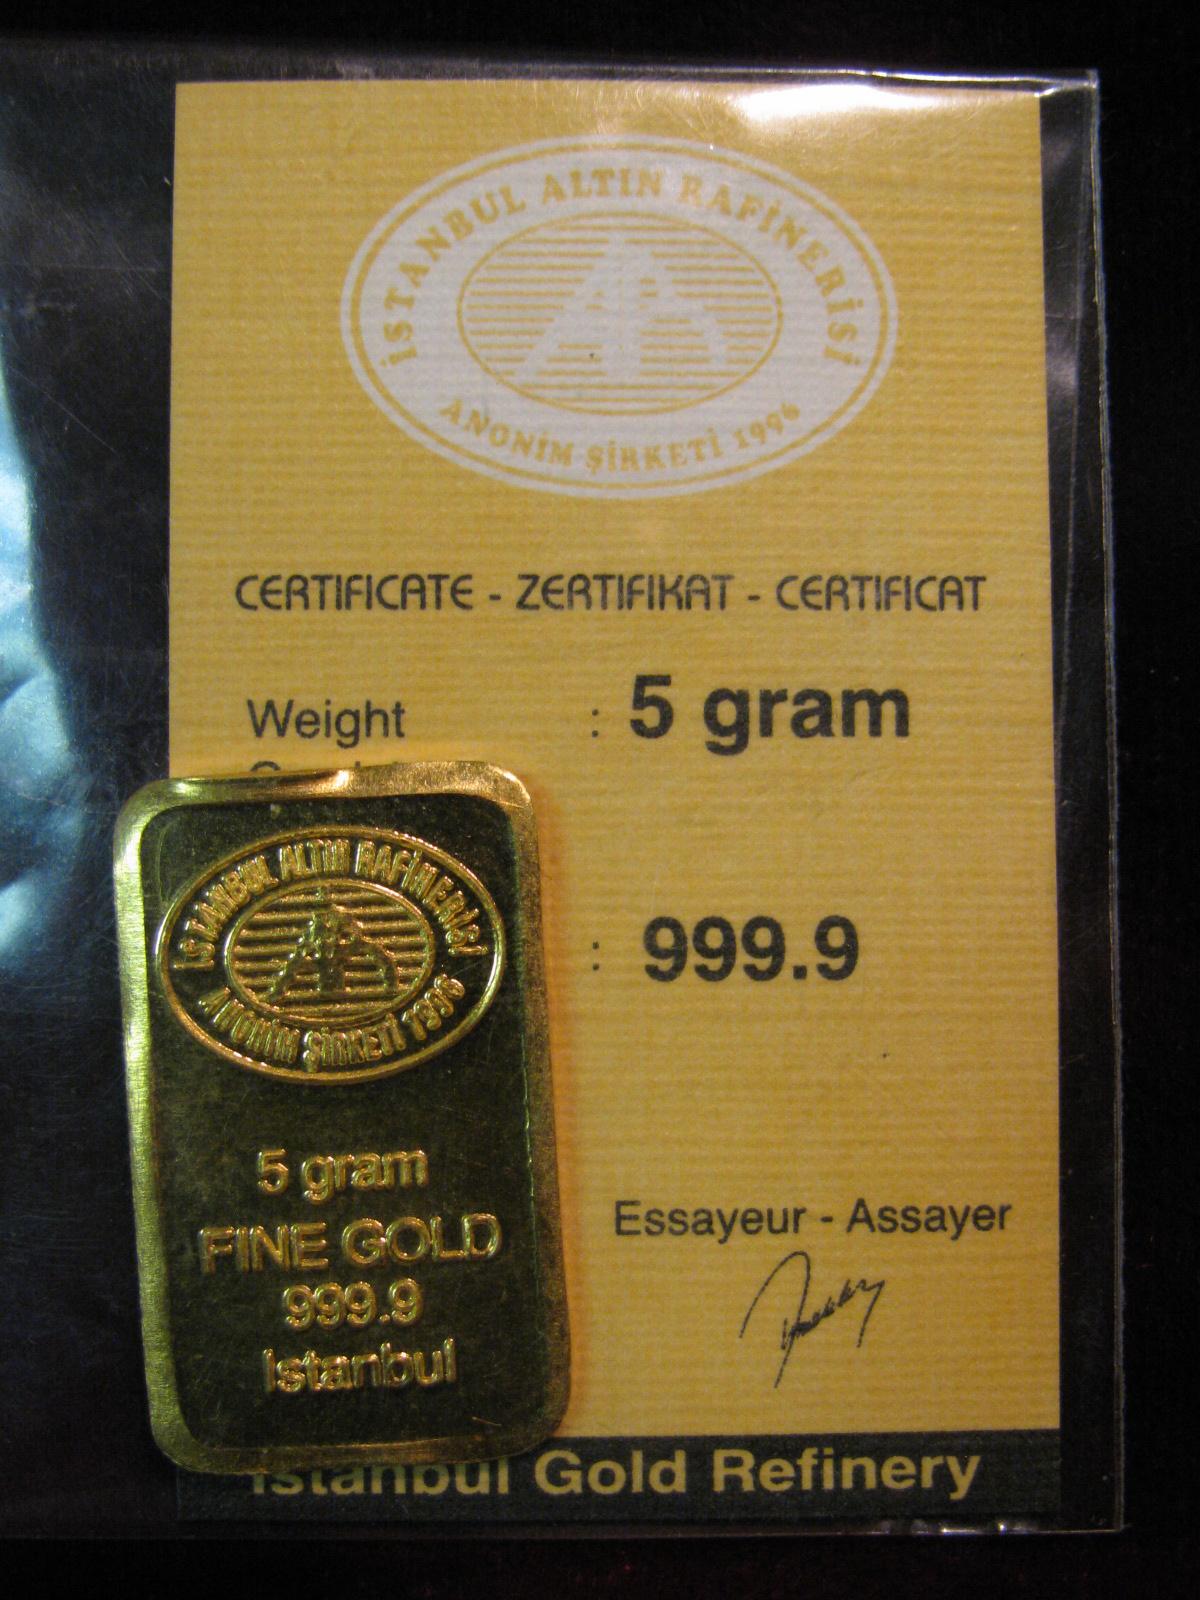 İSTANBUL ALTIN RAFİNERİSİ
ANONİM ŞİRKETİ 1996
CERTIFICATE - ZERTIFIKAT - CERTIFICAT
Weight : 5 gram
: 999.9
Essayeur - Assayer
Istanbul Gold Refinery
İSTANBUL ALTIN RAFİNERİSİ
ANONİM ŞİRKETİ 1996
5 gram
FINE GOLD
999.9
Istanbul